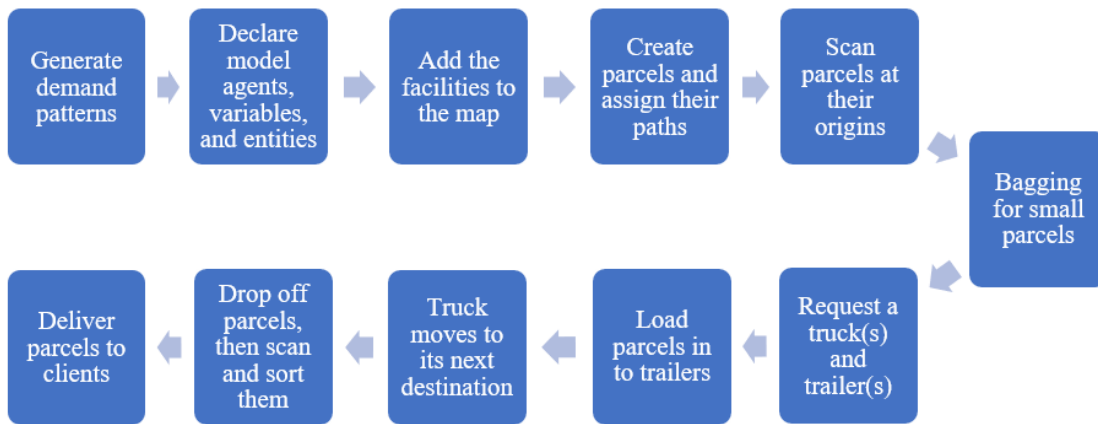 Generate
demand
patterns
Declare
model
agents,
variables,
and entities
Add the
facilities to
the map
Create
parcels and
assign their
paths
Scan
parcels at
their
origins
Bagging
for small
parcels
Request a
truck(s)
and
trailer(s)
Load
parcels in
to trailers
Truck
moves to
its next
destination
Drop off
parcels,
then scan
and sort
them
Deliver
parcels to
clients